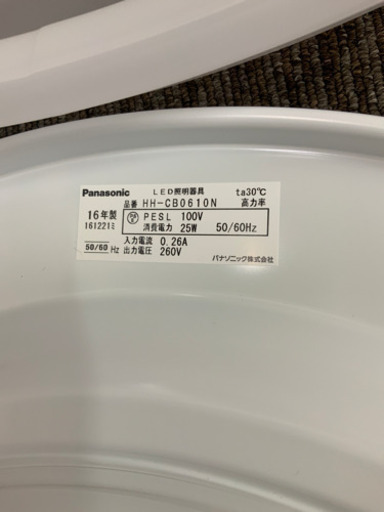 Panasonic LED照明器具 ta30℃
品番 HH-CB0610N 高力率
16年製 PS E PESL 100V
161221E 消費電力 25W 50/60Hz
入力電流 0.26A
50/60 Hz 出力電圧 260V
パナソニック株式会社